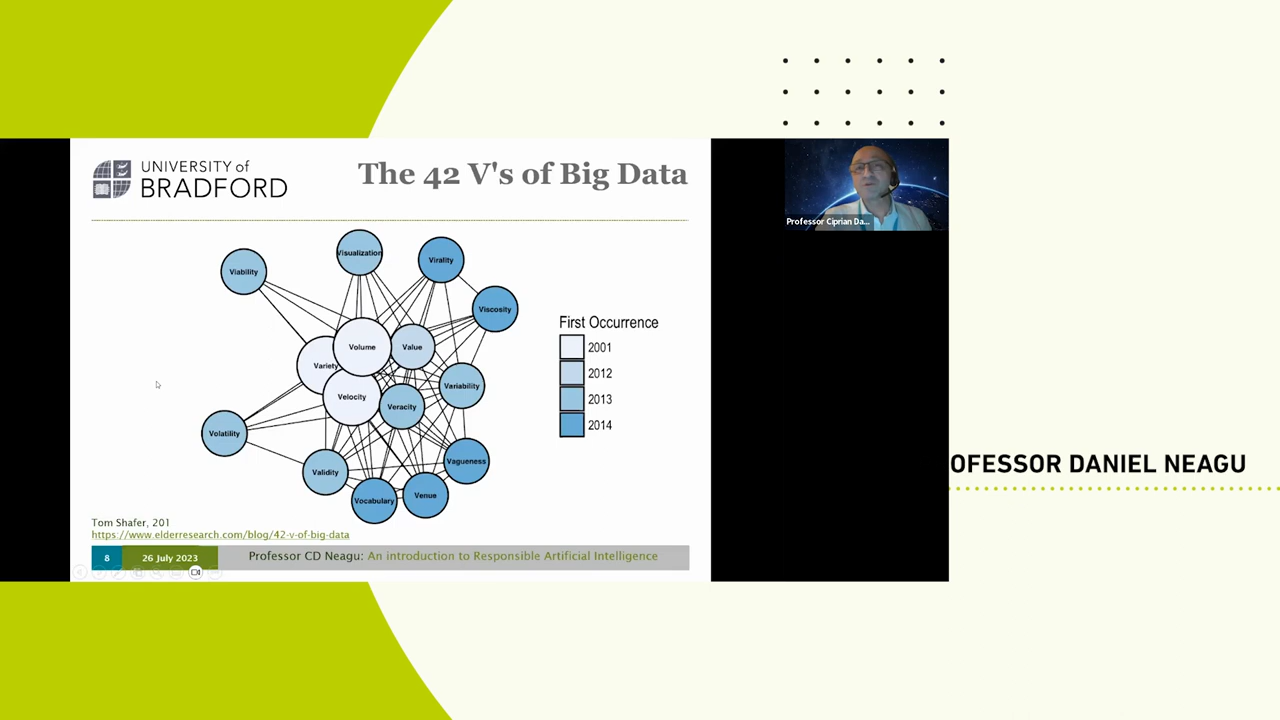 UNIVERSITY of
BRADFORD
The 42 V's of Big Data
Professor Ciprian Da...
Viability
Visualization
Virality
Viscosity
Volume
Value
Variety
Variability
Velocity
Veracity
Volatility
Validity
Vagueness
Vocabulary
Venue
First Occurrence
2001
2012
2013
2014
Tom Shafer, 201
https://www.elderresearch.com/blog/42-v-of-big-data
8
26 July 2023
Professor CD Neagu: An introduction to Responsible Artificial Intelligence
OFESSOR DANIEL NEAGU